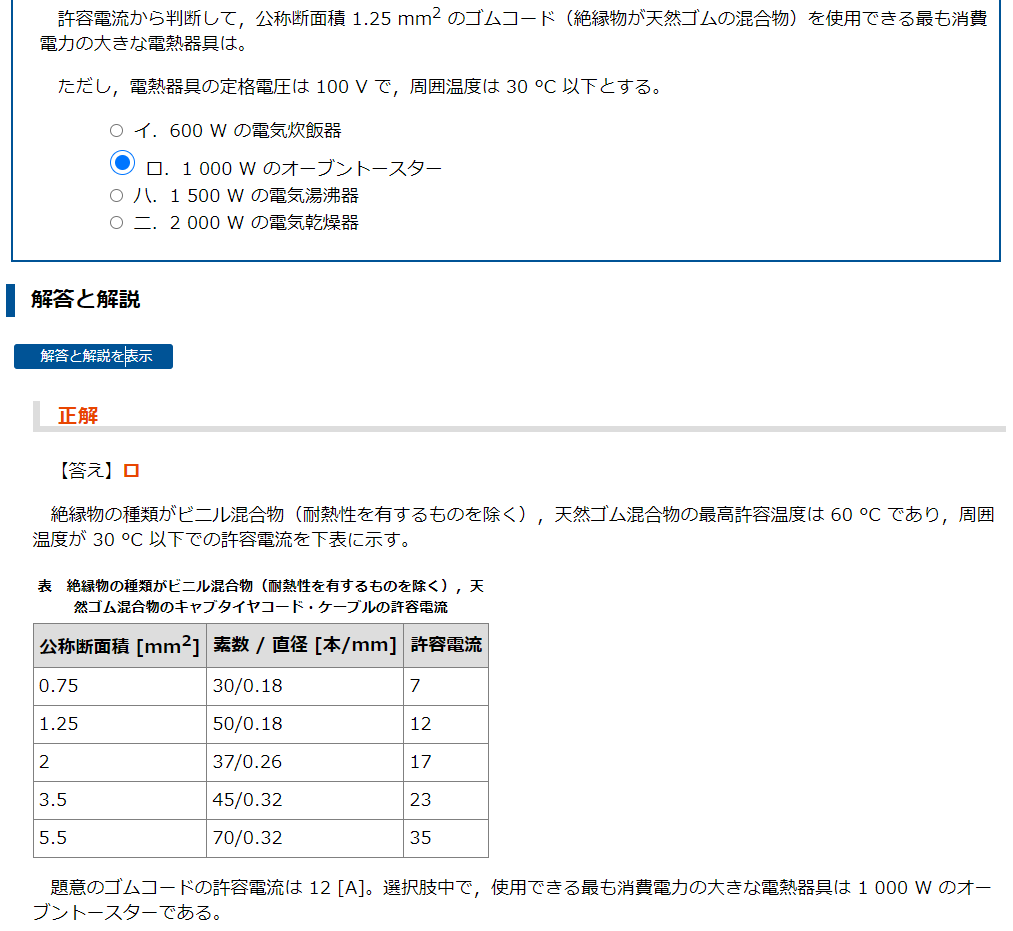 許容電流から判断して，公称断面積 1.25 mm2 のゴムコード（絶縁物が天然ゴムの混合物）を使用できる最も消費
電力の大きな電熱器具は。
ただし，電熱器具の定格電圧は 100 V で，周囲温度は 30 ºC 以下とする。
イ．600 W の電気炊飯器
ロ．1 000 W のオーブントースター
ハ．1 500 W の電気湯沸器
ニ．2 000 W の電気乾燥器
解答と解説
解答と解説を表示
正解
【答え】ロ
絶縁物の種類がビニル混合物（耐熱性を有するものを除く），天然ゴム混合物の最高許容温度は 60 ºC であり，周囲
温度が 30 ºC 以下での許容電流を下表に示す。
表　絶縁物の種類がビニル混合物（耐熱性を有するものを除く），天
然ゴム混合物のキャブタイヤコード・ケーブルの許容電流
公称断面積 [mm2] 素数 / 直径 [本/mm] 許容電流
0.75 30/0.18 7
1.25 50/0.18 12
2 37/0.26 17
3.5 45/0.32 23
5.5 70/0.32 35
題意のゴムコードの許容電流は 12 [A]。選択肢中で，使用できる最も消費電力の大きな電熱器具は 1 000 W のオー
ブントースターである。